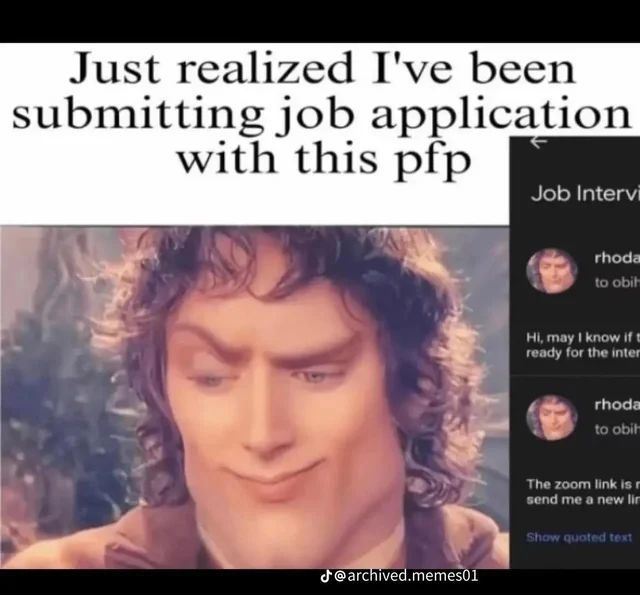 Just realized I've been
submitting job application
with this pfp
Job Intervi
rhoda
to obih
Hi, may I know if t
ready for the inter
rhoda
to obih
The zoom link is r
send me a new lin
Show quoted text
@archived.memes01